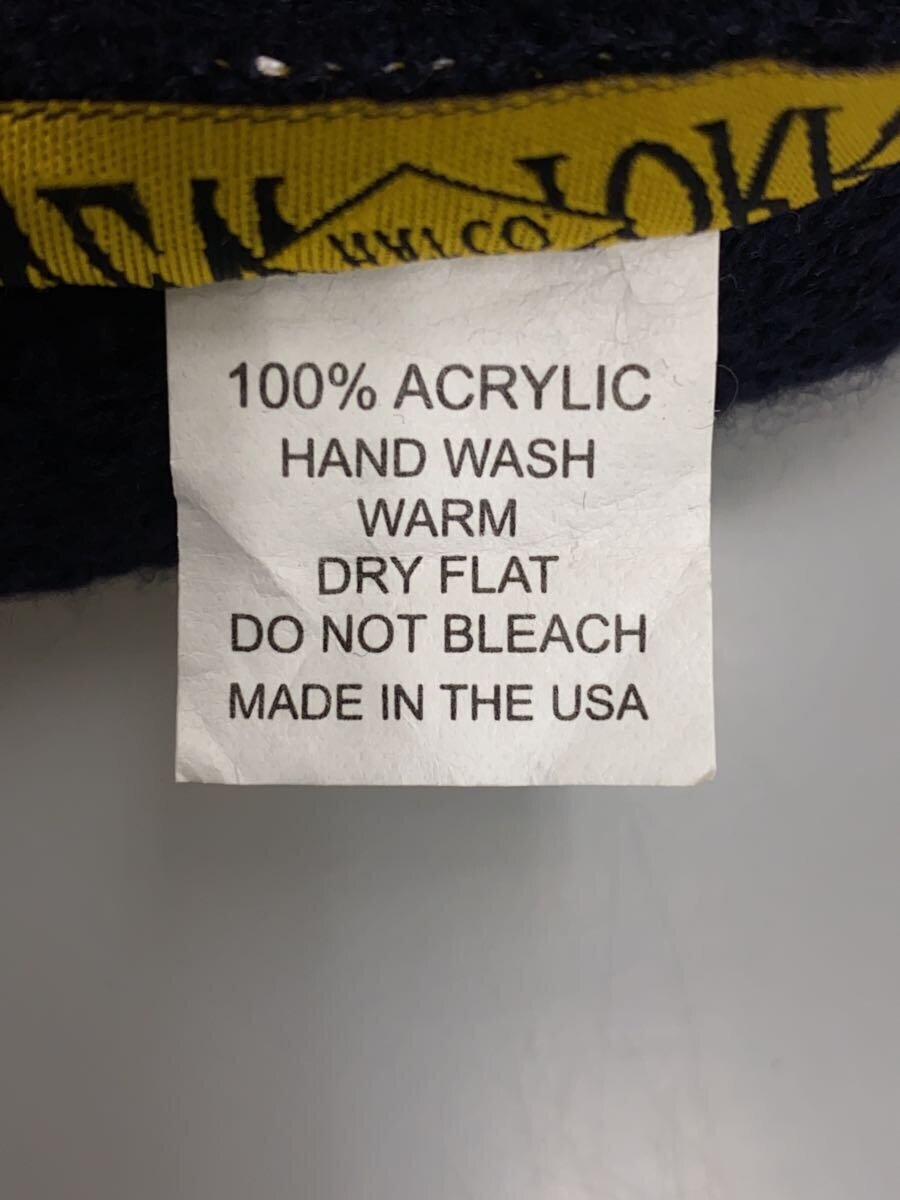 100% ACRYLIC
HAND WASH
WARM
DRY FLAT
DO NOT BLEACH
MADE IN THE USA